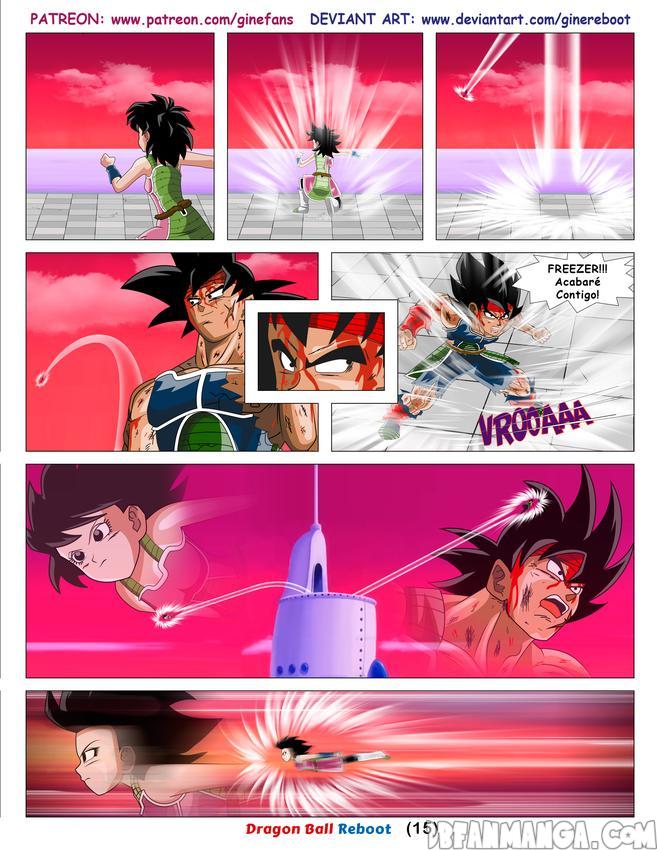 PATREON: www.patreon.com/ginefans DEVIANT ART: www.deviantart.com/ginereboot
FREEZER!!!
Acabaré
Contigo!
VROOAAA
Dragon Ball Reboot (15)
DBFANMANGA.COM